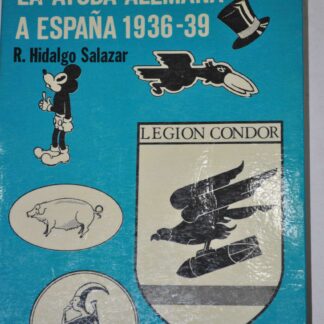 LA AYUDA ALEMANA
A ESPAÑA 1936-39
R. Hidalgo Salazar
LEGION CONDOR